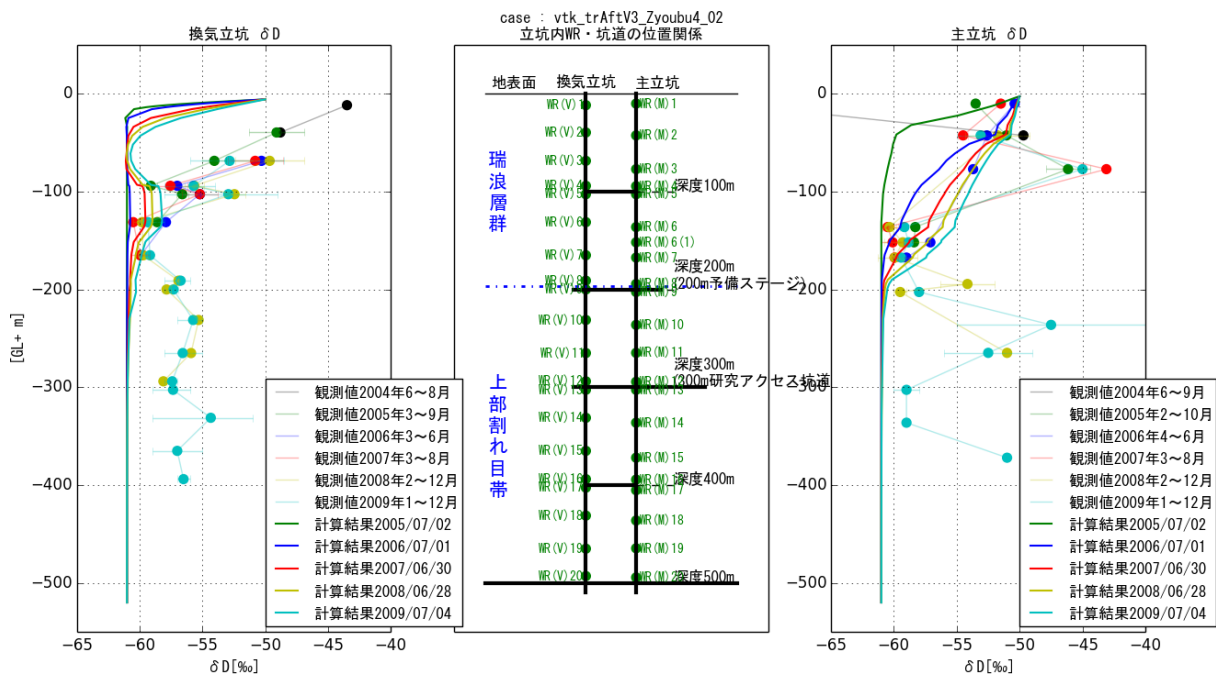 case : vtk_trAftV3_Zyoubu4_02
換気立坑 δD
[GL+ m]
0
−100
−200
−300
−400
−500
−65
−60
−55
−50
−45
−40
δD[‰]
観測値2004年6～8月
観測値2005年3～9月
観測値2006年3～6月
観測値2007年3～8月
観測値2008年2～12月
観測値2009年1～12月
計算結果2005/07/02
計算結果2006/07/01
計算結果2007/06/30
計算結果2008/06/28
計算結果2009/07/04
立坑内WR・坑道の位置関係
地表面 換気立坑 主立坑
瑞浪層群
上部割れ目帯
WR(V)1
WR(V)2
WR(V)3
WR(V)4
WR(V)5
WR(V)6
WR(V)7
WR(V)8
WR(V)10
WR(V)11
WR(V)12
WR(V)13
WR(V)14
WR(V)15
WR(V)16
WR(V)17
WR(V)18
WR(V)19
WR(V)20
WR(M)1
WR(M)2
WR(M)3
WR(M)5
WR(M)6
WR(M)6(1)
WR(M)7
WR(M)8
WR(M)9
WR(M)10
WR(M)11
WR(M)13
WR(M)14
WR(M)15
WR(M)17
WR(M)18
WR(M)19
深度100m
深度200m
(200m予備ステージ)
深度300m
(300m研究アクセス坑道
深度400m
深度500m
主立坑 δD
0
−100
−200
−300
−400
−500
−65
−60
−55
−50
−45
−40
δD[‰]
観測値2004年6～9月
観測値2005年2～10月
観測値2006年4～6月
観測値2007年3～8月
観測値2008年2～12月
観測値2009年1～12月
計算結果2005/07/02
計算結果2006/07/01
計算結果2007/06/30
計算結果2008/06/28
計算結果2009/07/04